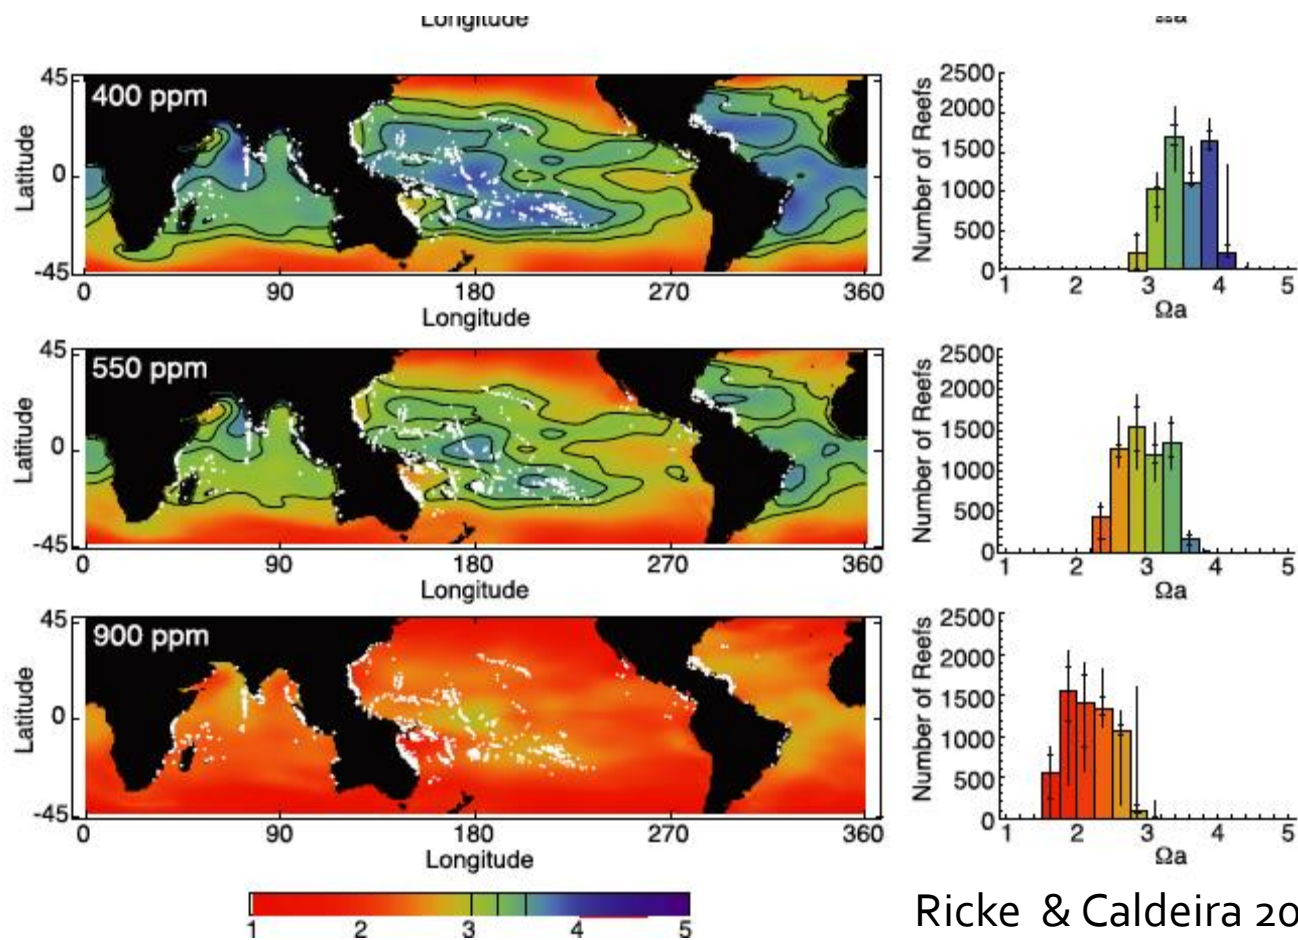 Longitude
Ωa
45
400 ppm
Latitude
0
-45
0 90 180 270 360
Longitude
2500
2000
1500
1000
500
0
Number of Reefs
1 2 3 4 5
Ωa
45
550 ppm
Latitude
0
-45
0 90 180 270 360
Longitude
2500
2000
1500
1000
500
0
Number of Reefs
1 2 3 4 5
Ωa
45
900 ppm
Latitude
0
-45
0 90 180 270 360
Longitude
2500
2000
1500
1000
500
0
Number of Reefs
1 2 3 4 5
Ωa
1 2 3 4 5
Ricke & Caldeira 20